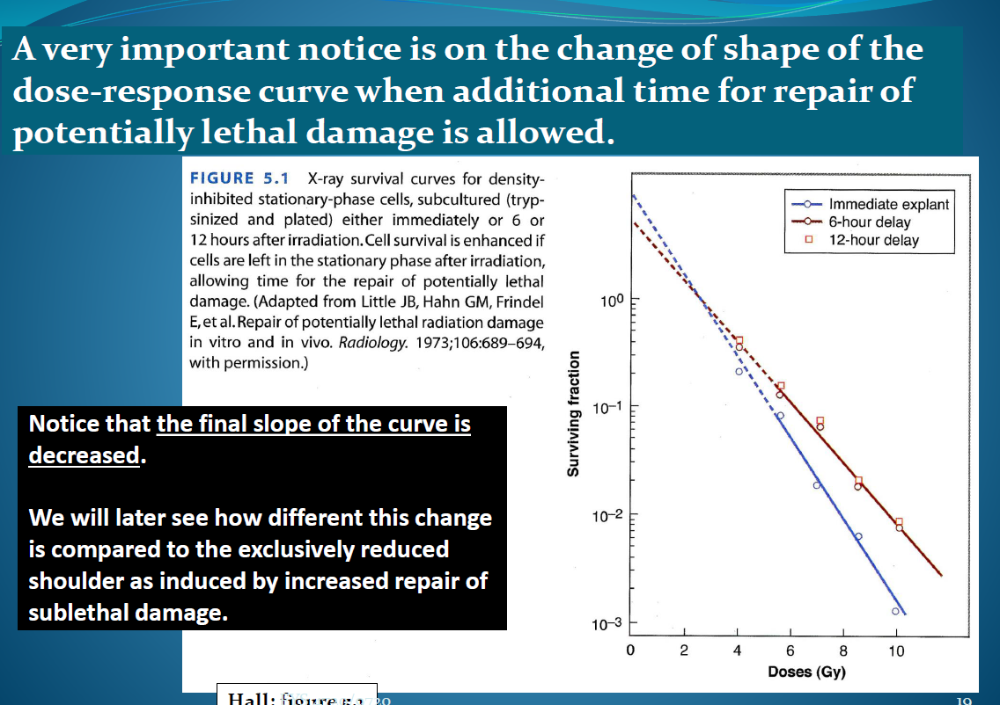 A very important notice is on the change of shape of the
dose-response curve when additional time for repair of
potentially lethal damage is allowed.
FIGURE 5.1 X-ray survival curves for density-
inhibited stationary-phase cells, subcultured (tryp-
sinized and plated) either immediately or 6 or
12 hours after irradiation. Cell survival is enhanced if
cells are left in the stationary phase after irradiation,
allowing time for the repair of potentially lethal
damage. (Adapted from Little JB, Hahn GM, Frindel
E, et al. Repair of potentially lethal radiation damage
in vitro and in vivo. Radiology. 1973;106:689–694,
with permission.)
Notice that the final slope of the curve is
decreased.
We will later see how different this change
is compared to the exclusively reduced
shoulder as induced by increased repair of
sublethal damage.
Immediate explant
6-hour delay
12-hour delay
Surviving fraction
10⁰
10⁻¹
10⁻²
10⁻³
0 2 4 6 8 10
Doses (Gy)
Hall: figure
19